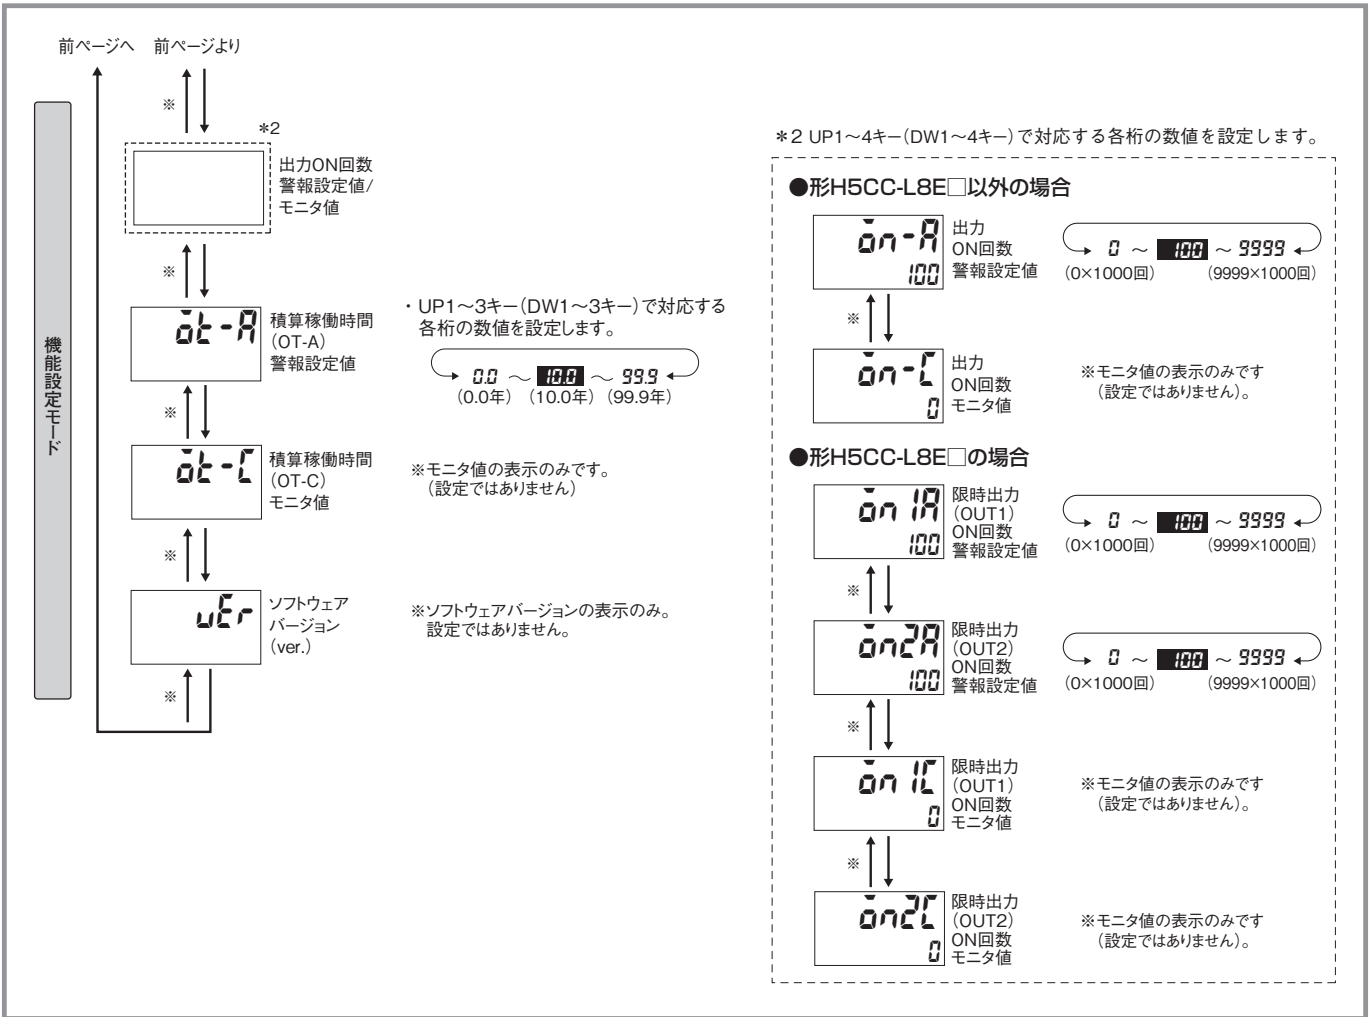 前ページへ 前ページより
※
*2
出力ON回数
警報設定値/
モニタ値
※
ot-A
積算稼働時間
(OT-A)
警報設定値
・UP1～3キー(DW1～3キー)で対応する
各桁の数値を設定します。
0.0 ～ 10.0 ～ 99.9
(0.0年) (10.0年) (99.9年)
※
ot-C
積算稼働時間
(OT-C)
モニタ値
※モニタ値の表示のみです。
(設定ではありません)
※
vEr
ソフトウェア
バージョン
(ver.)
※ソフトウェアバージョンの表示のみ。
設定ではありません。
※
機能設定モード
*2 UP1～4キー(DW1～4キー)で対応する各桁の数値を設定します。
●形H5CC-L8E□以外の場合
on-A
100
出力
ON回数
警報設定値
0 ～ 100 ～ 9999
(0×1000回) (9999×1000回)
※
on-C
0
出力
ON回数
モニタ値
※モニタ値の表示のみです
(設定ではありません)。
●形H5CC-L8E□の場合
on1A
100
限時出力
(OUT1)
ON回数
警報設定値
0 ～ 100 ～ 9999
(0×1000回) (9999×1000回)
※
on2A
100
限時出力
(OUT2)
ON回数
警報設定値
0 ～ 100 ～ 9999
(0×1000回) (9999×1000回)
※
on1C
0
限時出力
(OUT1)
ON回数
モニタ値
※モニタ値の表示のみです
(設定ではありません)。
※
on2C
0
限時出力
(OUT2)
ON回数
モニタ値
※モニタ値の表示のみです
(設定ではありません)。